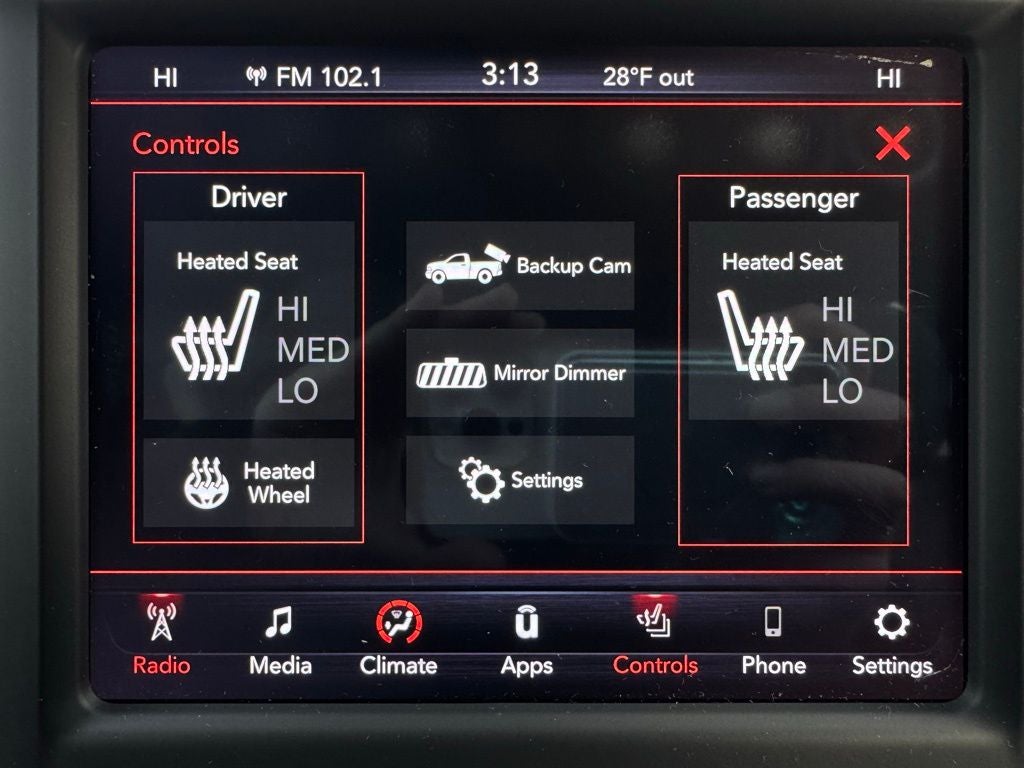 HI FM 102.1 3:13 28°F out HI
Controls
Driver
Heated Seat
HI
MED
LO
Heated
Wheel
Backup Cam
Mirror Dimmer
Settings
Passenger
Heated Seat
HI
MED
LO
Radio Media Climate Apps Controls Phone Settings